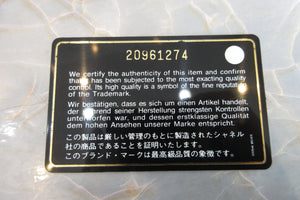 20961274
We certify the authenticity of this item and confirm
that it has been subjected to the most exacting quality
control. Its high quality is a symbol of the fine reputation
of the Trademark.
Wir bestätigen, dass es sich um einen Artikel handelt,
der während seiner Herstellung strengsten Kontrollen
unterworfen war, und dessen erstklassige Qualität
dem hohen Ansehen unserer Marke entspricht.
この製品は厳しい管理のもとに製造されたシャネル
社の商品であることを証明いたします。
このブランド・マークは最高級品質の象徴です。